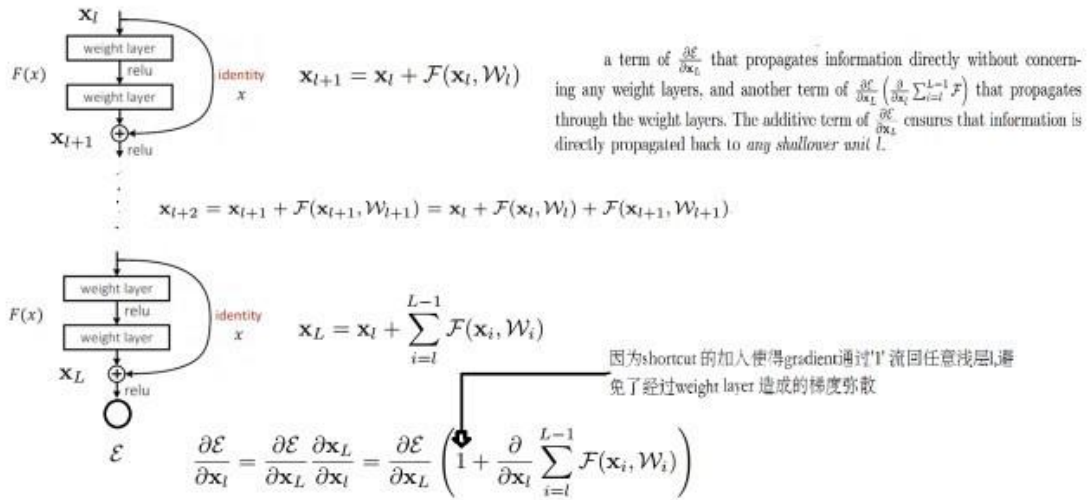 x_l
weight layer
F(x)
relu
identity
x
weight layer
x_{l+1}
⊕
relu
x_{l+1} = x_l + F(x_l, W_l)
a term of ∂ℰ/∂x_L that propagates information directly without concern-
ing any weight layers, and another term of ∂ℰ/∂x_L (∂/∂x_l ∑_{i=l}^{L-1} F) that propagates
through the weight layers. The additive term of ∂ℰ/∂x_L ensures that information is
directly propagated back to any shallower unit l.
x_{l+2} = x_{l+1} + F(x_{l+1}, W_{l+1}) = x_l + F(x_l, W_l) + F(x_{l+1}, W_{l+1})
weight layer
F(x)
relu
identity
x
weight layer
x_L
⊕
relu
ℰ
x_L = x_l + ∑_{i=l}^{L-1} F(x_i, W_i)
因为shortcut 的加入使得gradient通过'1' 流回任意浅层l,避
免了经过weight layer 造成的梯度弥散
∂ℰ/∂x_l = ∂ℰ/∂x_L ∂x_L/∂x_l = ∂ℰ/∂x_L (1 + ∂/∂x_l ∑_{i=l}^{L-1} F(x_i, W_i))